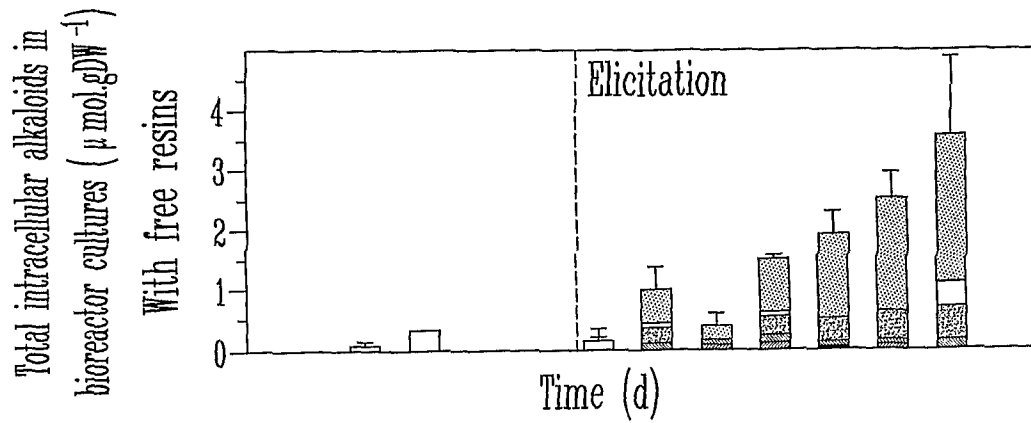 Total intracellular alkaloids in
bioreactor cultures (μ mol.gDW⁻¹)
With free resins
4
3
2
1
0
Elicitation
Time (d)